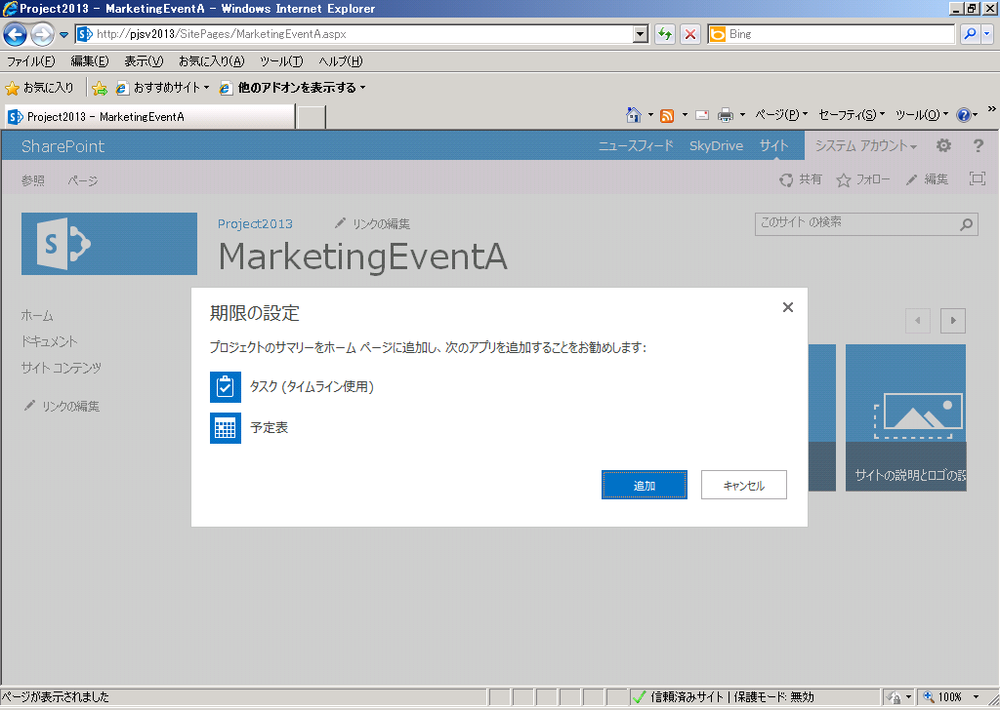 Project2013 - MarketingEventA - Windows Internet Explorer
http://pjsv2013/SitePages/MarketingEventA.aspx
Bing
ファイル(F) 編集(E) 表示(V) お気に入り(A) ツール(T) ヘルプ(H)
お気に入り おすすめサイト 他のアドオンを表示する
Project2013 - MarketingEventA ページ(P) セーフティ(S) ツール(O)
SharePoint ニュースフィード SkyDrive サイト システム アカウント ?
参照 ページ 共有 フォロー 編集
Project2013 リンクの編集 このサイト の検索
S
MarketingEventA
ホーム
ドキュメント
サイト コンテンツ
リンクの編集
期限の設定
プロジェクトのサマリーをホーム ページに追加し、次のアプリを追加することをお勧めします:
タスク (タイムライン使用)
予定表
追加 キャンセル
サイトの説明とロゴの設
ページが表示されました 信頼済みサイト | 保護モード: 無効 100%